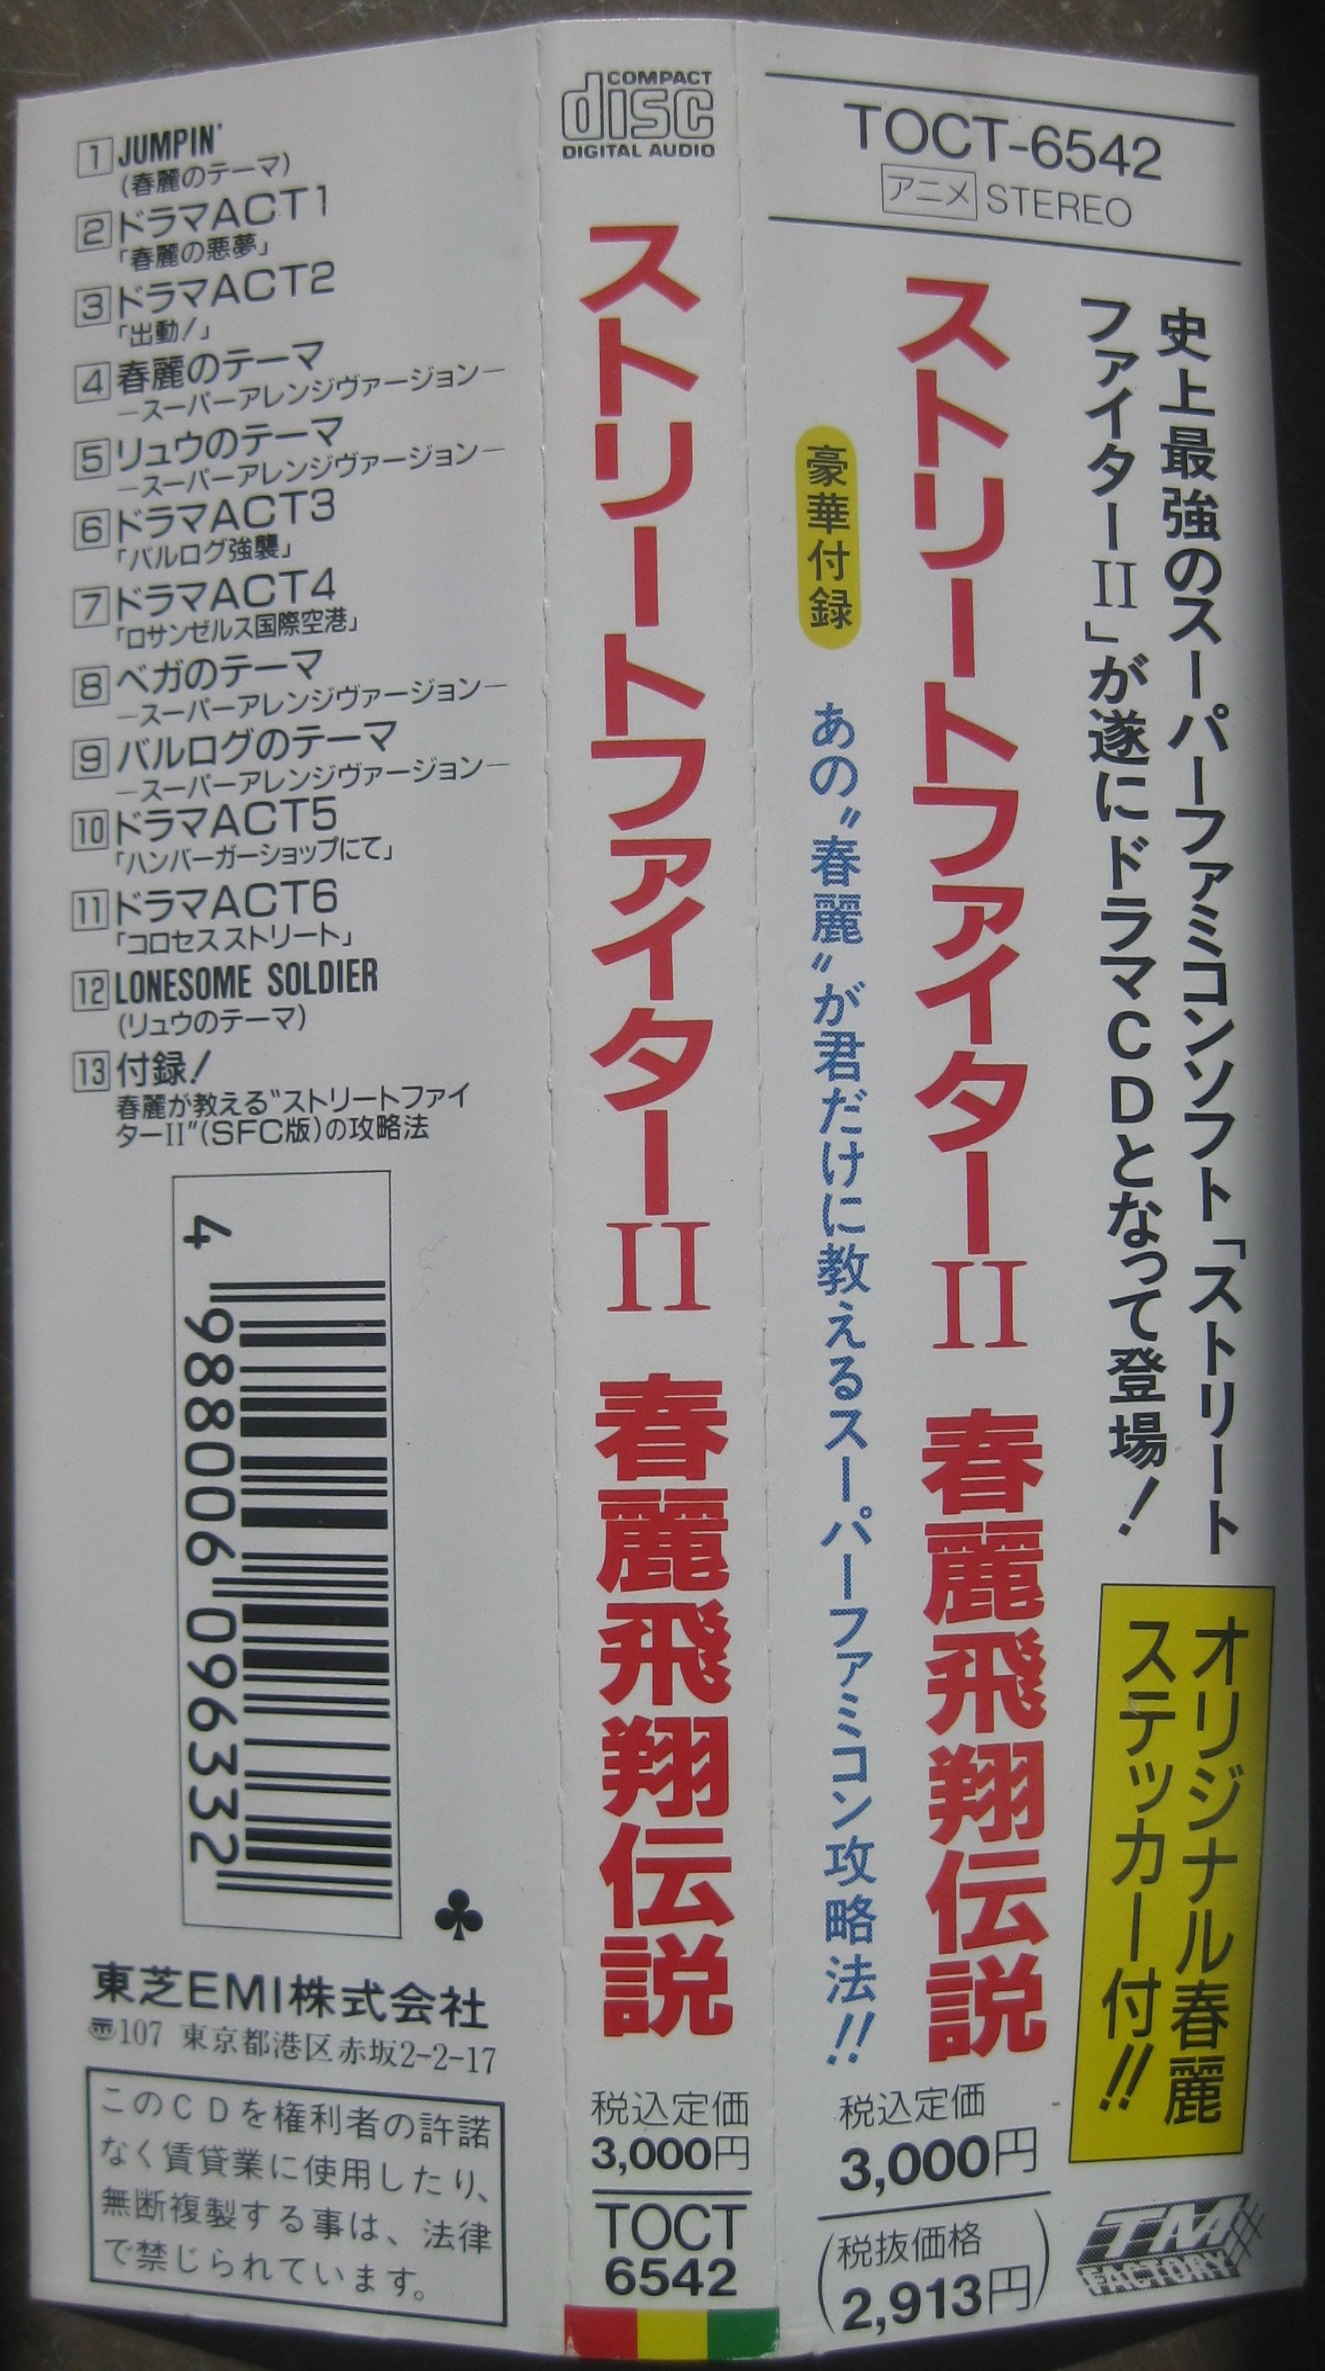 1 JUMPIN'
(春麗のテーマ)
2 ドラマACT1
「春麗の悪夢」
3 ドラマACT2
「出動!」
4 春麗のテーマ
―スーパーアレンジヴァージョン―
5 リュウのテーマ
―スーパーアレンジヴァージョン―
6 ドラマACT3
「バルログ強襲」
7 ドラマACT4
「ロサンゼルス国際空港」
8 ベガのテーマ
―スーパーアレンジヴァージョン―
9 バルログのテーマ
―スーパーアレンジヴァージョン―
10 ドラマACT5
「ハンバーガーショップにて」
11 ドラマACT6
「コロセス ストリート」
12 LONESOME SOLDIER
(リュウのテーマ)
13 付録!
春麗が教える"ストリートファイ
ターII"(SFC版)の攻略法
4 988006 096332
♣
東芝EMI株式会社
〠107 東京都港区赤坂2-2-17
このCDを権利者の許諾
なく賃貸業に使用したり、
無断複製する事は、法律
で禁じられています。
COMPACT
disc
DIGITAL AUDIO
ストリートファイターII 春麗飛翔伝説
税込定価
3,000円
TOCT
6542
TOCT-6542
アニメ STEREO
史上最強のスーパーファミコンソフト「ストリート
ファイターII」が遂にドラマCDとなって登場!
ストリートファイターII 春麗飛翔伝説
豪華付録
あの〝春麗〟が君だけに教えるスーパーファミコン攻略法!!
オリジナル春麗
ステッカー付!!
税込定価
3,000円
(税抜価格
2,913円)
TM
FACTORY